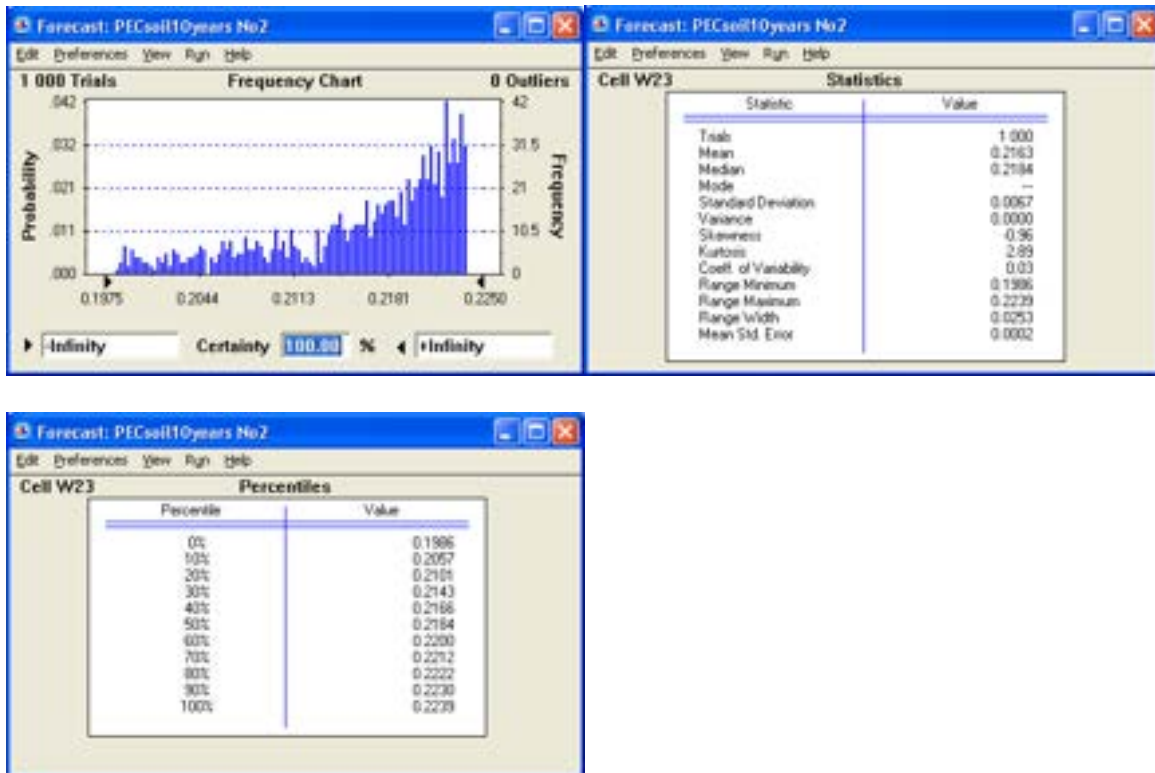 Forecast: PECsoil10years No2
Edit Preferences View Run Help
1 000 Trials Frequency Chart 0 Outliers
.042 42
.032 31.5
.021 21
.011 10.5
.000 0
Probability
Frequency
0.1975 0.2044 0.2113 0.2181 0.2250
-Infinity Certainty 100.00 % +Infinity
Forecast: PECsoil10years No2
Edit Preferences View Run Help
Cell W23 Statistics
Statistic Value
Trials 1 000
Mean 0.2163
Median 0.2184
Mode ---
Standard Deviation 0.0067
Variance 0.0000
Skewness -0.96
Kurtosis 2.89
Coeff. of Variability 0.03
Range Minimum 0.1986
Range Maximum 0.2239
Range Width 0.0253
Mean Std. Error 0.0002
Forecast: PECsoil10years No2
Edit Preferences View Run Help
Cell W23 Percentiles
Percentile Value
0% 0.1986
10% 0.2057
20% 0.2101
30% 0.2143
40% 0.2166
50% 0.2184
60% 0.2200
70% 0.2212
80% 0.2222
90% 0.2230
100% 0.2239